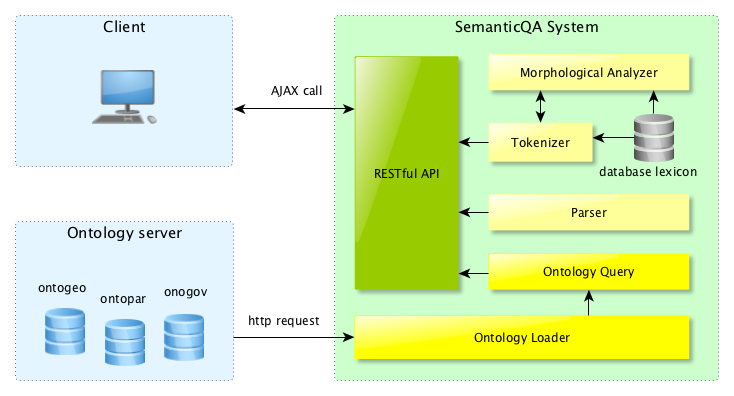 Client
SemanticQA System
AJAX call
RESTful API
Morphological Analyzer
Tokenizer
database lexicon
Parser
Ontology Query
Ontology Loader
Ontology server
ontogeo
ontopar
onogov
http request